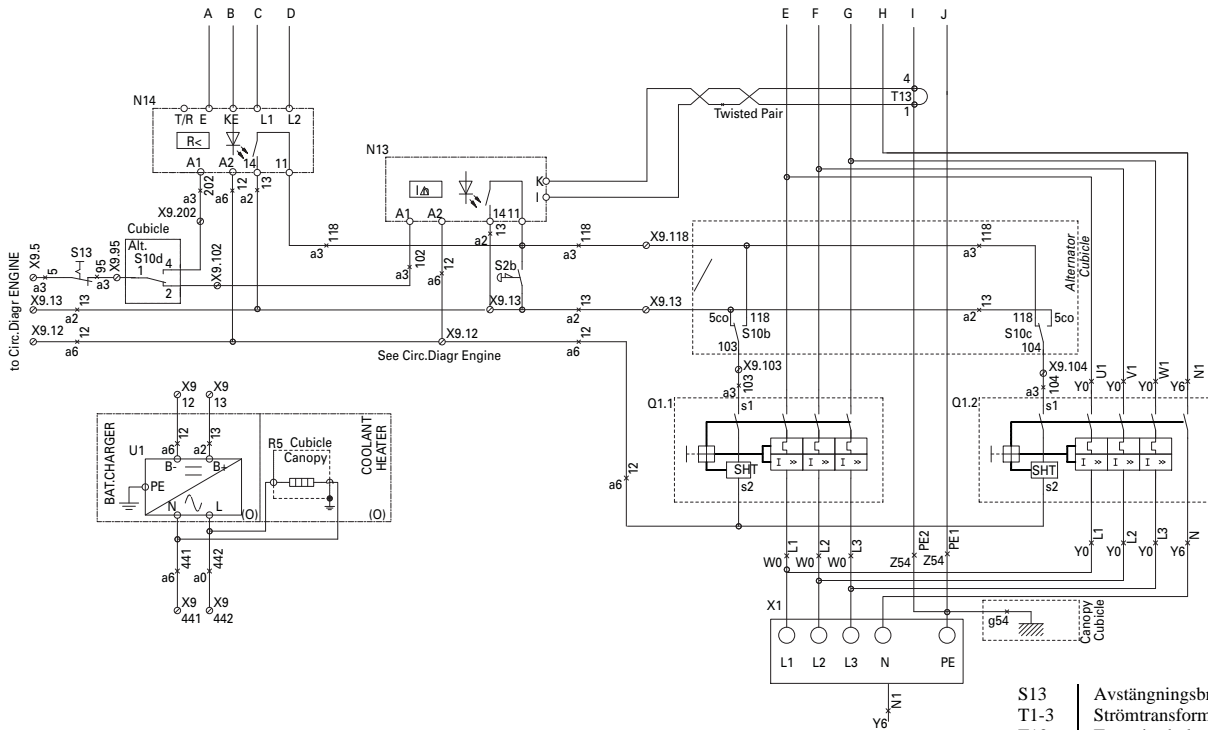 A B C D E F G H I J
N14
T/R E KE L1 L2
R<
A1 A2 14 11
a3 202 a6 12 a2 13
X9.202
N13
K
I
A1 A2 14 11
4
T13
1
Twisted Pair
Cubicle
Alt.
S10d
1 4
2
S13
X9.5
5
a3
95
a3
X9.95
X9.102
a3 118
a3 102
a6 12
a2 13
S2b
118
a3
X9.118
118
a3
Alternator
Cubicle
to Circ.Diagr ENGINE
X9.13
13
a2
X9.13
13
a2
X9.13
13
a2
X9.12
12
a6
X9.12
12
a6
See Circ.Diagr Engine
5co 118
S10b
103
118 5co
S10c
104
X9.103
a3 103
X9.104
a3 104
U1 V1 W1 N1
Y0 Y0 Y0 Y6
Q1.1
s1
SHT
s2
I >> I >> I >>
Q1.2
s1
SHT
s2
I >> I >> I >>
a6 12
X9
12
X9
13
a6 12 a2 13
BAT.CHARGER
U1
B- B+
PE
N L
(O)
R5 Cubicle
Canopy
COOLANT
HEATER
(O)
441 442
a6 a0
X9
441
X9
442
L1 L2 L3
W0 W0 W0
PE2 PE1
Z54 Z54
L1 L2 L3 N
Y0 Y0 Y0 Y6
X1
L1 L2 L3 N PE
g54
Canopy
Cubicle
Y6 N1
S13
T1-3 Strömtransform